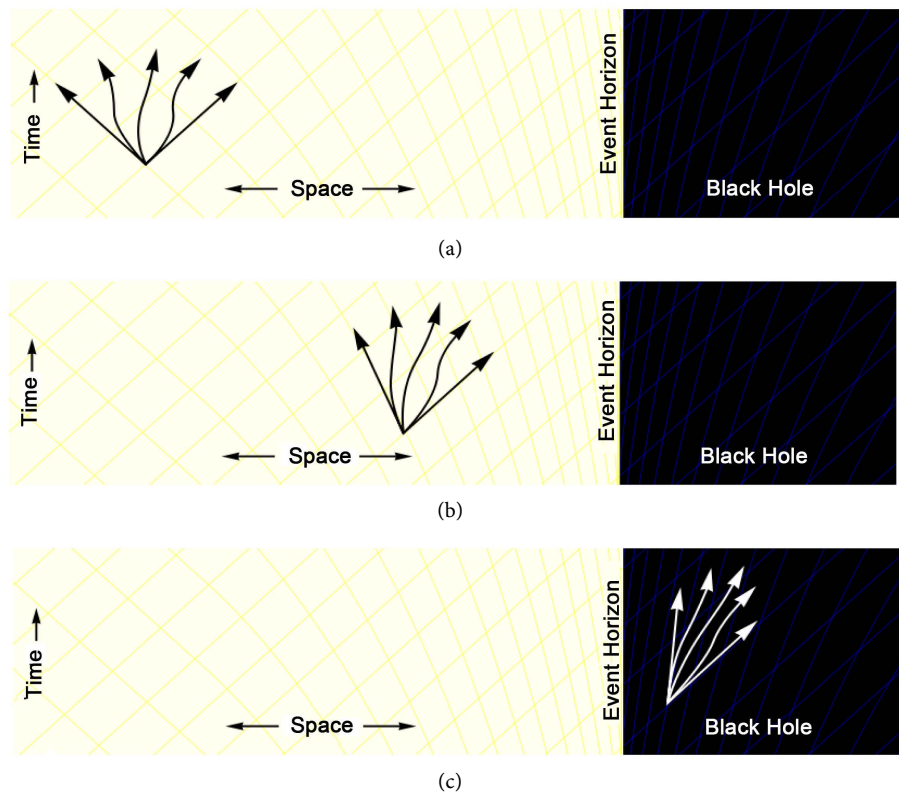 Time
Space
Event Horizon
Black Hole
(a)
Time
Space
Event Horizon
Black Hole
(b)
Time
Space
Event Horizon
Black Hole
(c)